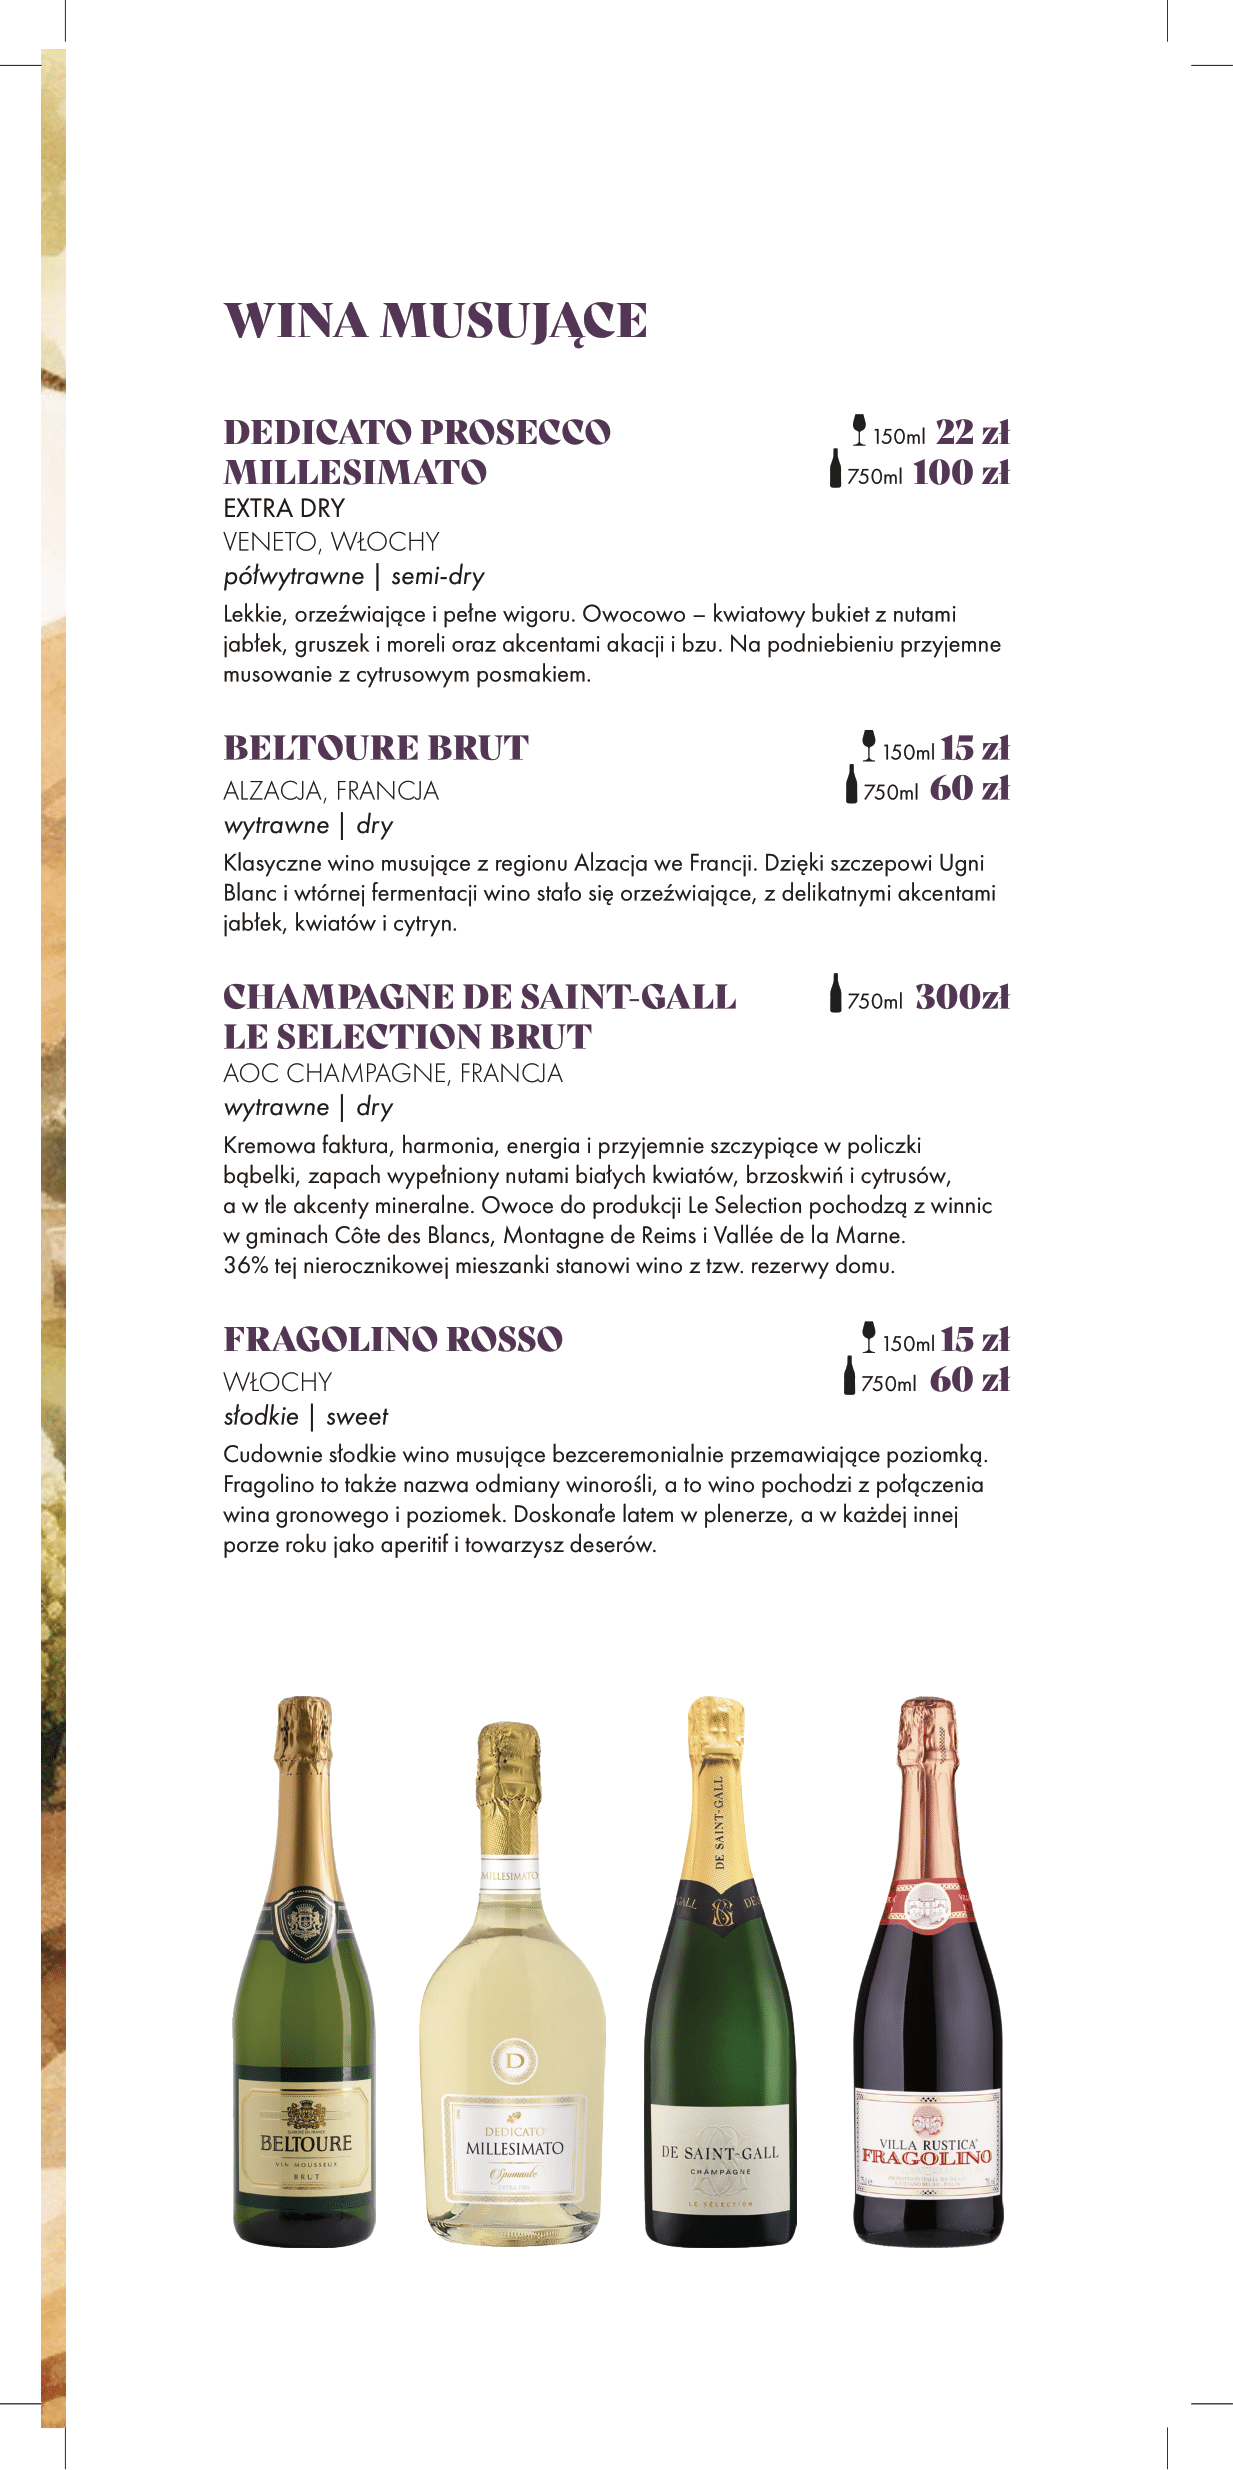 WINA MUSUJĄCE
DEDICATO PROSECCO
MILLESIMATO
150ml 22 zł
750ml 100 zł
EXTRA DRY
VENETO, WŁOCHY
półwytrawne | semi-dry
Lekkie, orzeźwiające i pełne wigoru. Owocowo – kwiatowy bukiet z nutami
jabłek, gruszek i moreli oraz akcentami akacji i bzu. Na podniebieniu przyjemne
musowanie z cytrusowym posmakiem.
BELTOURE BRUT
150ml 15 zł
750ml 60 zł
ALZACJA, FRANCJA
wytrawne | dry
Klasyczne wino musujące z regionu Alzacja we Francji. Dzięki szczepowi Ugni
Blanc i wtórnej fermentacji wino stało się orzeźwiające, z delikatnymi akcentami
jabłek, kwiatów i cytryn.
CHAMPAGNE DE SAINT-GALL
LE SELECTION BRUT
750ml 300zł
AOC CHAMPAGNE, FRANCJA
wytrawne | dry
Kremowa faktura, harmonia, energia i przyjemnie szczypiące w policzki
bąbelki, zapach wypełniony nutami białych kwiatów, brzoskwiń i cytrusów,
a w tle akcenty mineralne. Owoce do produkcji Le Selection pochodzą z winnic
w gminach Côte des Blancs, Montagne de Reims i Vallée de la Marne.
36% tej nierocznikowej mieszanki stanowi wino z tzw. rezerwy domu.
FRAGOLINO ROSSO
150ml 15 zł
750ml 60 zł
WŁOCHY
słodkie | sweet
Cudownie słodkie wino musujące bezceremonialnie przemawiające poziomką.
Fragolino to także nazwa odmiany winorośli, a to wino pochodzi z połączenia
wina gronowego i poziomek. Doskonałe latem w plenerze, a w każdej innej
porze roku jako aperitif i towarzysz deserów.
BELTOURE
VIN MOUSSEUX
BRUT
MILLESIMATO
D
DEDICATO
MILLESIMATO
Spumante
EXTRA DRY
DE SAINT-GALL
GALL
DE
DE SAINT-GALL
CHAMPAGNE
LE SÉLECTION
VILLA RUSTICA
FRAGOLINO